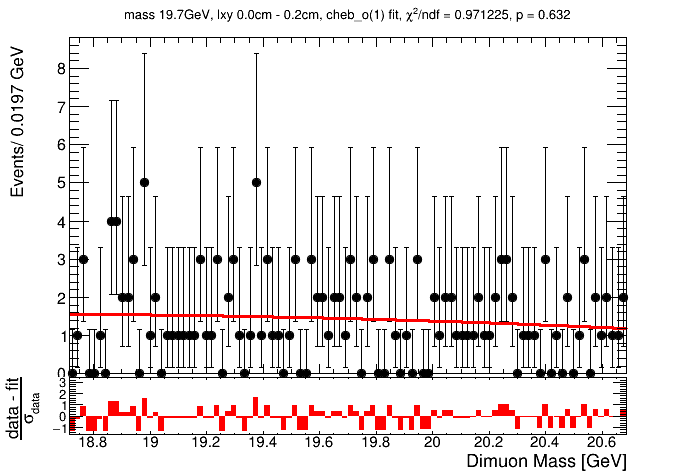 mass 19.7GeV, lxy 0.0cm - 0.2cm, cheb_o(1) fit, χ²/ndf = 0.971225, p = 0.632
Events/ 0.0197 GeV
8
7
6
5
4
3
2
1
0
data - fit
σdata
3
2
1
0
−1
18.8 19 19.2 19.4 19.6 19.8 20 20.2 20.4 20.6
Dimuon Mass [GeV]